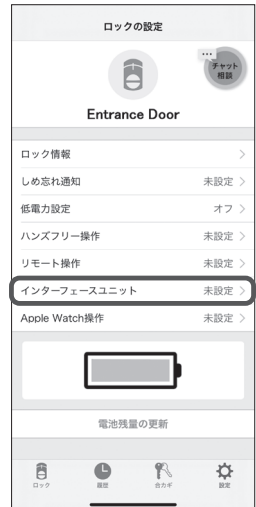 ロックの設定
チャット
相談
Entrance Door
ロック情報
しめ忘れ通知 未設定
低電力設定 オフ
ハンズフリー操作 未設定
リモート操作 未設定
インターフェースユニット 未設定
Apple Watch操作 未設定
電池残量の更新
ロック 履歴 合カギ 設定